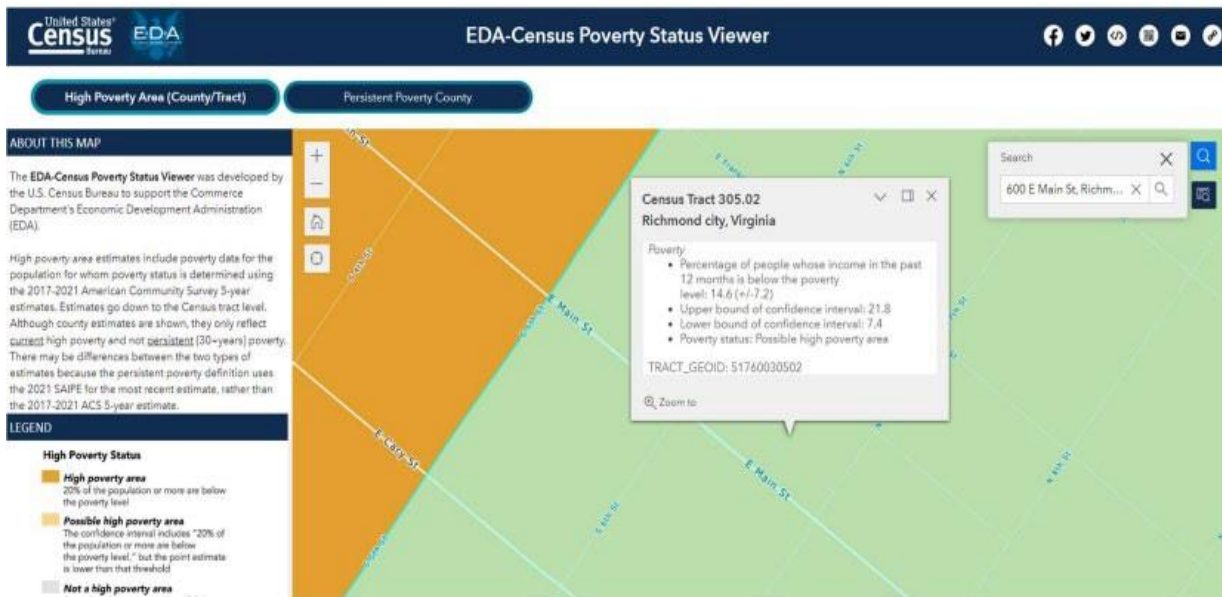 United States®
Census
Bureau
EDA
EDA-Census Poverty Status Viewer
High Poverty Area (County/Tract)
Persistent Poverty County
ABOUT THIS MAP
The EDA-Census Poverty Status Viewer was developed by
the U.S. Census Bureau to support the Commerce
Department's Economic Development Administration
(EDA).
High poverty area estimates include poverty data for the
population for whom poverty status is determined using
the 2017-2021 American Community Survey 5-year
estimates. Estimates go down to the Census tract level.
Although county estimates are shown, they only reflect
current high poverty and not persistent (30-years) poverty.
There may be differences between the two types of
estimates because the persistent poverty definition uses
the 2021 SAIPE for the most recent estimate, rather than
the 2017-2021 ACS 5-year estimate.
LEGEND
High Poverty Status
High poverty area
20% of the population or more are below
the poverty level
Possible high poverty area
The confidence interval includes "20% of
the population or more are below
the poverty level," but the point estimate
is lower than that threshold
Not a high poverty area
S 4th St
E Main St
E Cary St
S 5th St
S 5th St
Census Tract 305.02
Richmond city, Virginia
Poverty
Percentage of people whose income in the past
12 months is below the poverty
level: 14.6 (+/-7.2)
Upper bound of confidence interval: 21.8
Lower bound of confidence interval: 7.4
Poverty status: Possible high poverty area
TRACT_GEOID: 51760030502
Zoom to
Search
600 E Main St, Richm...
N 6th St
E Main St
S 6th St
N 8th St